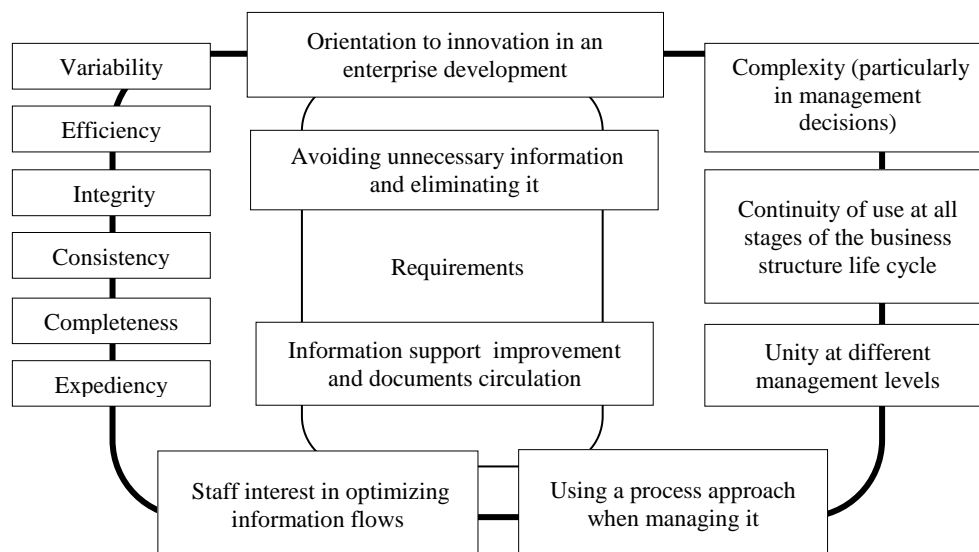 Orientation to innovation in an
enterprise development
Variability
Efficiency
Integrity
Consistency
Completeness
Expediency
Avoiding unnecessary information
and eliminating it
Requirements
Information support  improvement
and documents circulation
Complexity (particularly
in management
decisions)
Continuity of use at all
stages of the business
structure life cycle
Unity at different
management levels
Staff interest in optimizing
information flows
Using a process approach
when managing it